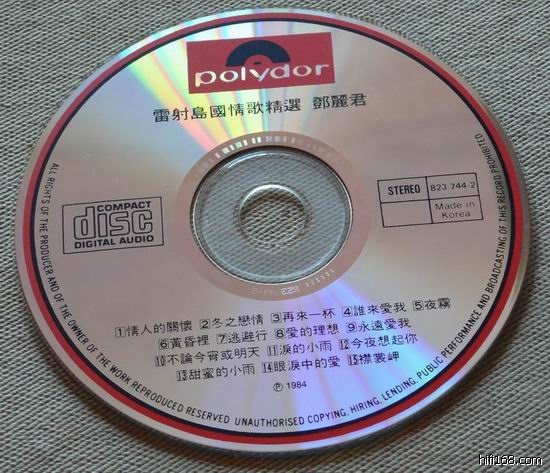 polydor
雷射島國情歌精選 鄧麗君
COMPACT
disc
DIGITAL AUDIO
STEREO 823 744-2
Made in
Korea
1情人的關懷 2冬之戀情 3再來一杯 4誰來愛我 5夜霧
6黃昏裡 7逃避行 8愛的理想 9永遠愛我
10不論今宵或明天 11淚的小雨 12今夜想起你
13甜蜜的小雨 14眼淚中的愛 15襟裳岬
Ⓟ 1984
ALL RIGHTS OF THE PRODUCER AND OF THE OWNER OF THE WORK REPRODUCED RESERVED. UNAUTHORISED COPYING, HIRING, LENDING, PUBLIC PERFORMANCE AND BROADCASTING OF THIS RECORD PROHIBITED
hifi168.com